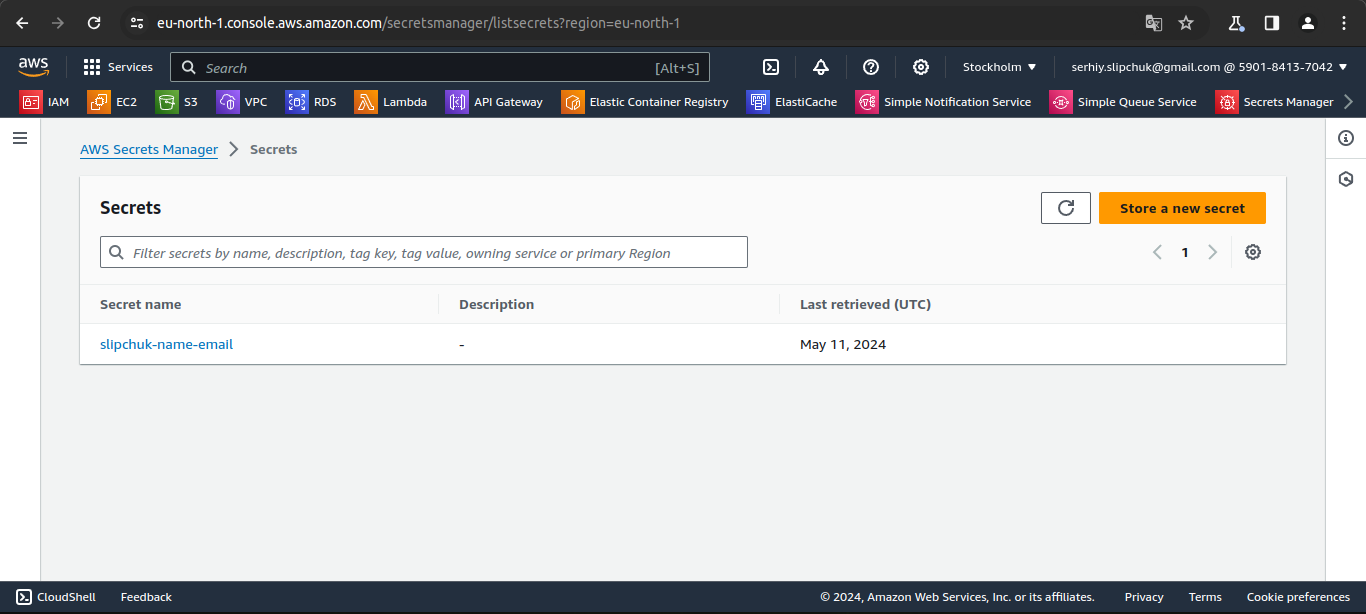 eu-north-1.console.aws.amazon.com/secretsmanager/listsecrets?region=eu-north-1
aws Services Search [Alt+S] Stockholm serhiy.slipchuk@gmail.com @ 5901-8413-7042
IAM EC2 S3 VPC RDS Lambda API Gateway Elastic Container Registry ElastiCache Simple Notification Service Simple Queue Service Secrets Manager
AWS Secrets Manager Secrets
Secrets Store a new secret
Filter secrets by name, description, tag key, tag value, owning service or primary Region 1
Secret name Description Last retrieved (UTC)
slipchuk-name-email - May 11, 2024
CloudShell Feedback © 2024, Amazon Web Services, Inc. or its affiliates. Privacy Terms Cookie preferences